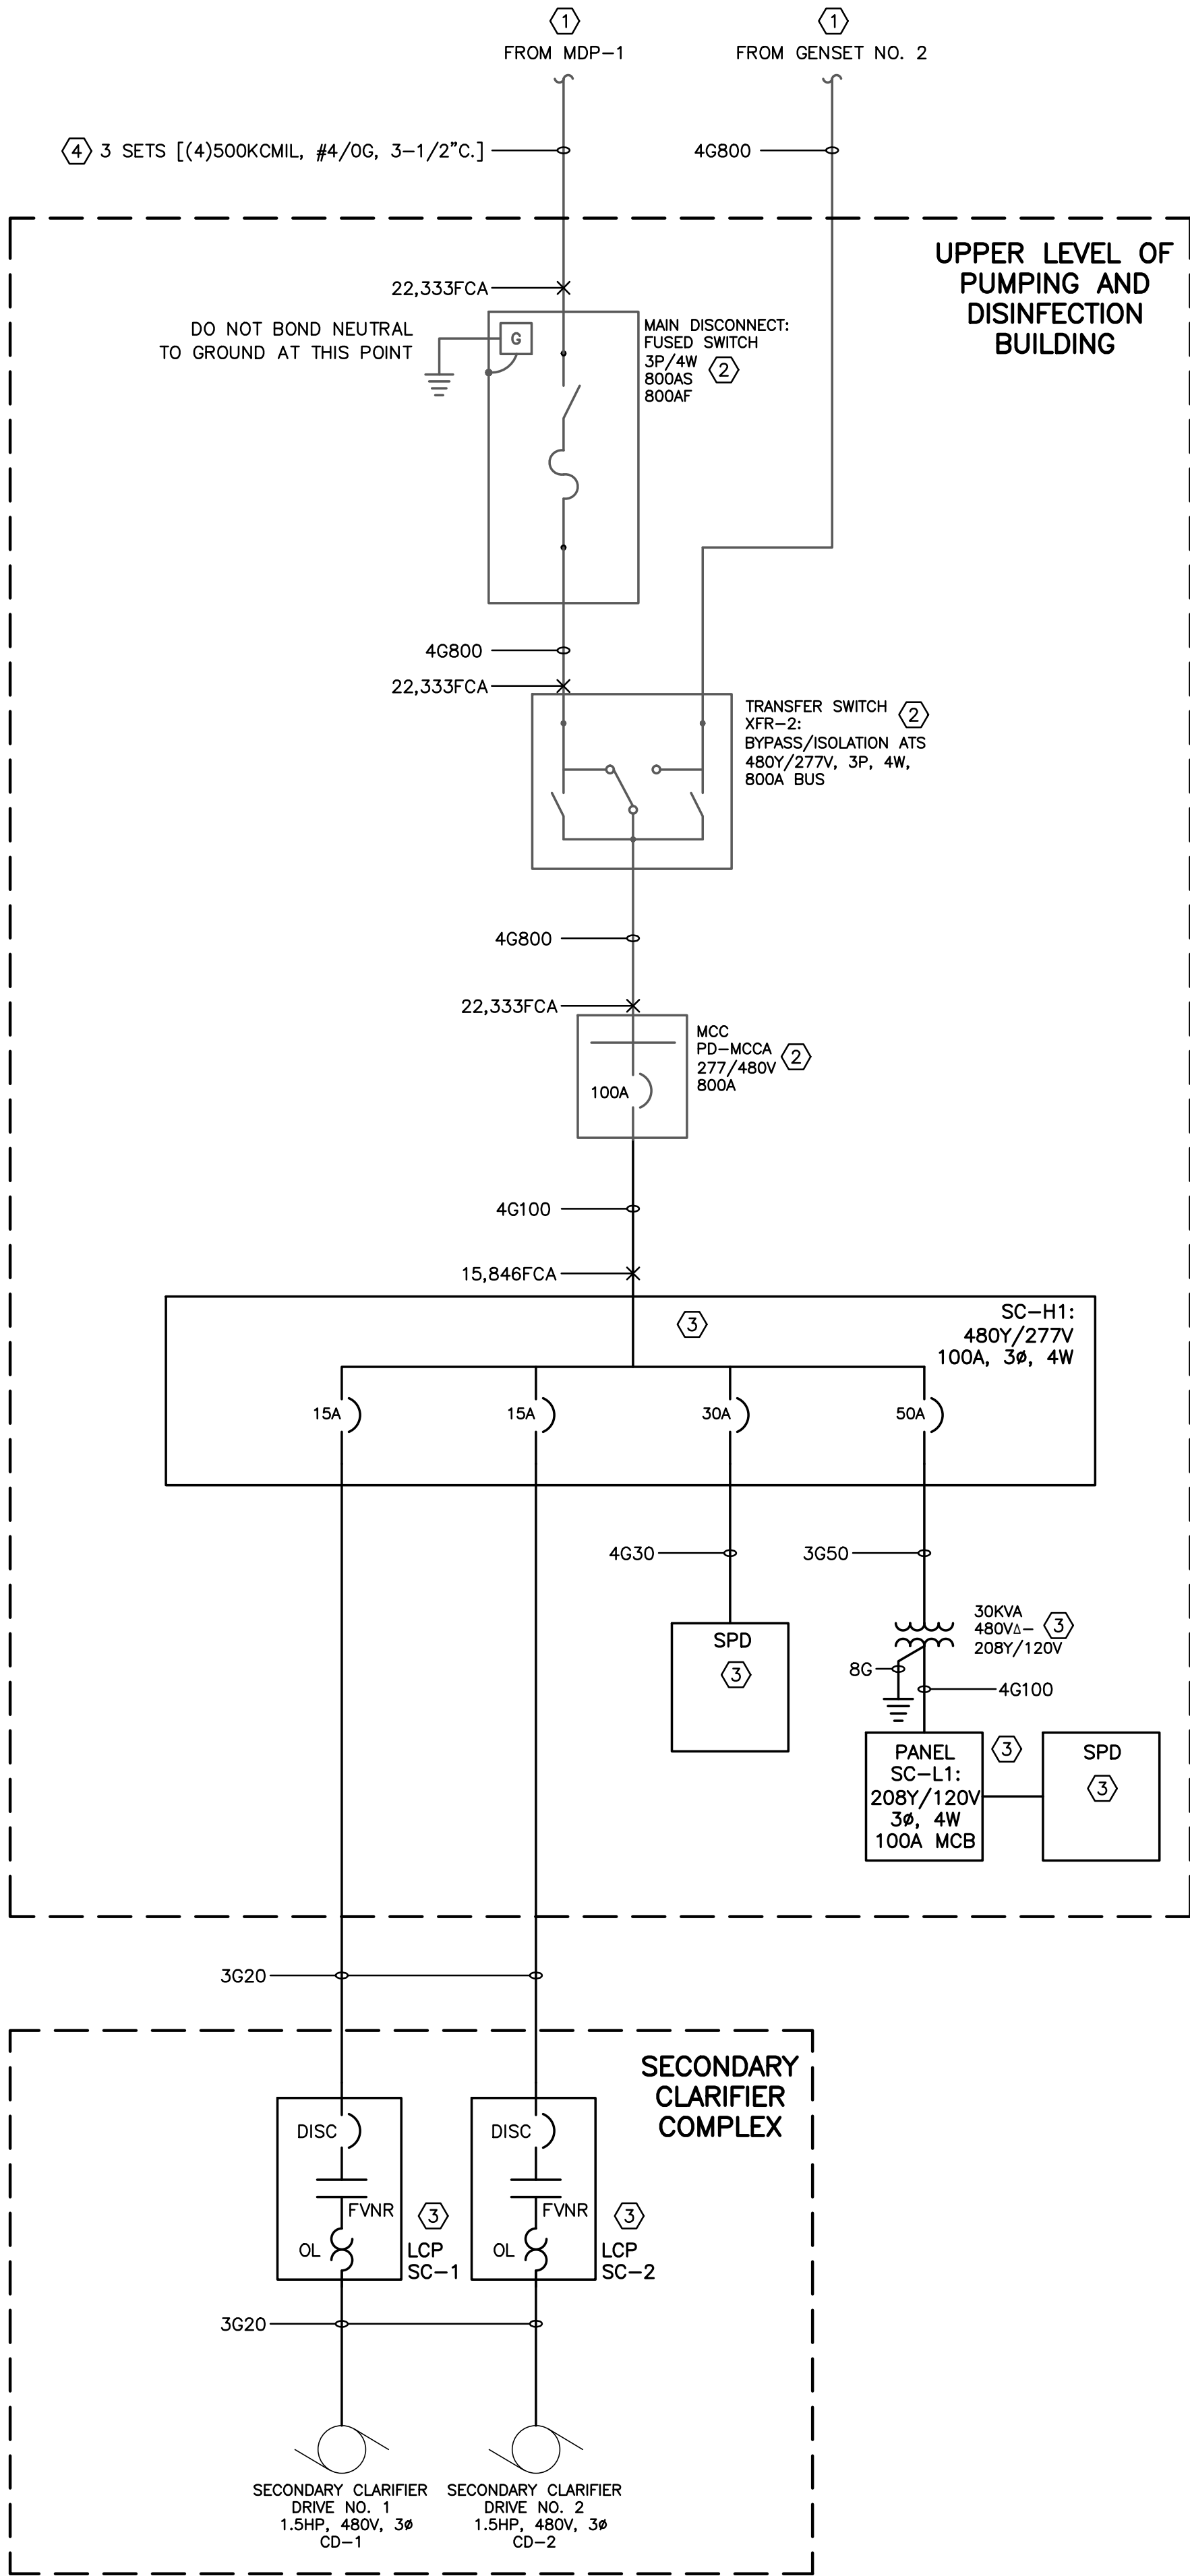 1
FROM MDP-1
1
FROM GENSET NO. 2
4 3 SETS [(4)500KCMIL, #4/0G, 3-1/2"C.]
4G800
UPPER LEVEL OF
PUMPING AND
DISINFECTION
BUILDING
22,333FCA
DO NOT BOND NEUTRAL
TO GROUND AT THIS POINT
G
MAIN DISCONNECT:
FUSED SWITCH
3P/4W
800AS
800AF
2
4G800
22,333FCA
TRANSFER SWITCH
XFR-2:
BYPASS/ISOLATION ATS
480Y/277V, 3P, 4W,
800A BUS
2
4G800
22,333FCA
MCC
PD-MCCA
277/480V
800A
2
100A
4G100
15,846FCA
3
SC-H1:
480Y/277V
100A, 3ø, 4W
15A
15A
30A
50A
4G30
3G50
30KVA
480V∆-
208Y/120V
3
8G
4G100
SPD
3
PANEL
SC-L1:
208Y/120V
3ø, 4W
100A MCB
3
SPD
3
3G20
SECONDARY
CLARIFIER
COMPLEX
DISC
FVNR
OL
3
LCP
SC-1
DISC
FVNR
OL
3
LCP
SC-2
3G20
SECONDARY CLARIFIER
DRIVE NO. 1
1.5HP, 480V, 3ø
CD-1
SECONDARY CLARIFIER
DRIVE NO. 2
1.5HP, 480V, 3ø
CD-2